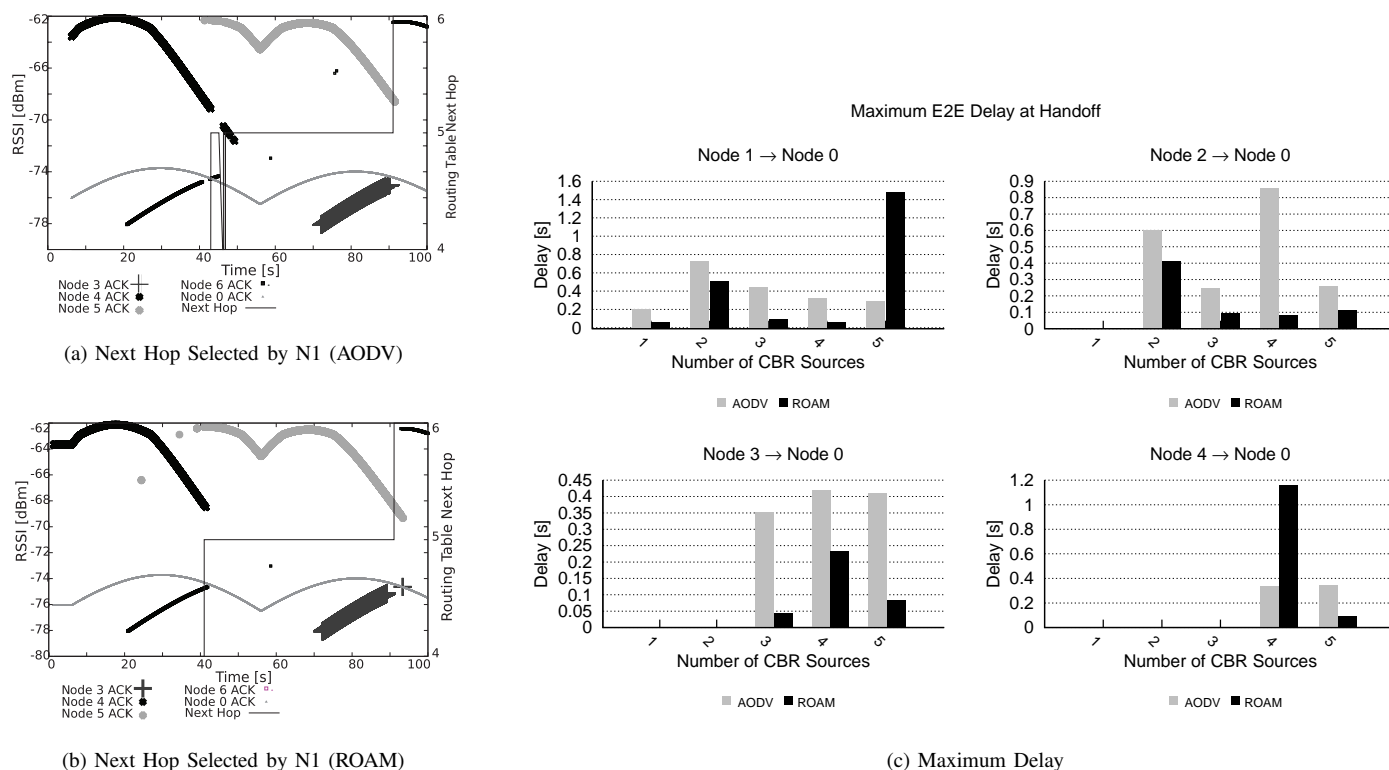 -62
-66
-70
-74
-78
RSSI [dBm]
6
5
4
Routing Table Next Hop
0 20 40 60 80 100
Time [s]
Node 3 ACK
Node 4 ACK
Node 5 ACK
Node 6 ACK
Node 0 ACK
Next Hop
(a) Next Hop Selected by N1 (AODV)
-62
-64
-66
-68
-70
-72
-74
-76
-78
-80
RSSI [dBm]
6
5
4
Routing Table Next Hop
0 20 40 60 80 100
Time [s]
Node 3 ACK
Node 4 ACK
Node 5 ACK
Node 6 ACK
Node 0 ACK
Next Hop
(b) Next Hop Selected by N1 (ROAM)
Maximum E2E Delay at Handoff
Node 1 → Node 0
1.6
1.4
1.2
1
0.8
0.6
0.4
0.2
0
Delay [s]
1 2 3 4 5
Number of CBR Sources
AODV ROAM
Node 2 → Node 0
0.9
0.8
0.7
0.6
0.5
0.4
0.3
0.2
0.1
0
Delay [s]
1 2 3 4 5
Number of CBR Sources
AODV ROAM
Node 3 → Node 0
0.45
0.4
0.35
0.3
0.25
0.2
0.15
0.1
0.05
0
Delay [s]
1 2 3 4 5
Number of CBR Sources
AODV ROAM
Node 4 → Node 0
1.2
1
0.8
0.6
0.4
0.2
0
Delay [s]
1 2 3 4 5
Number of CBR Sources
AODV ROAM
(c) Maximum Delay